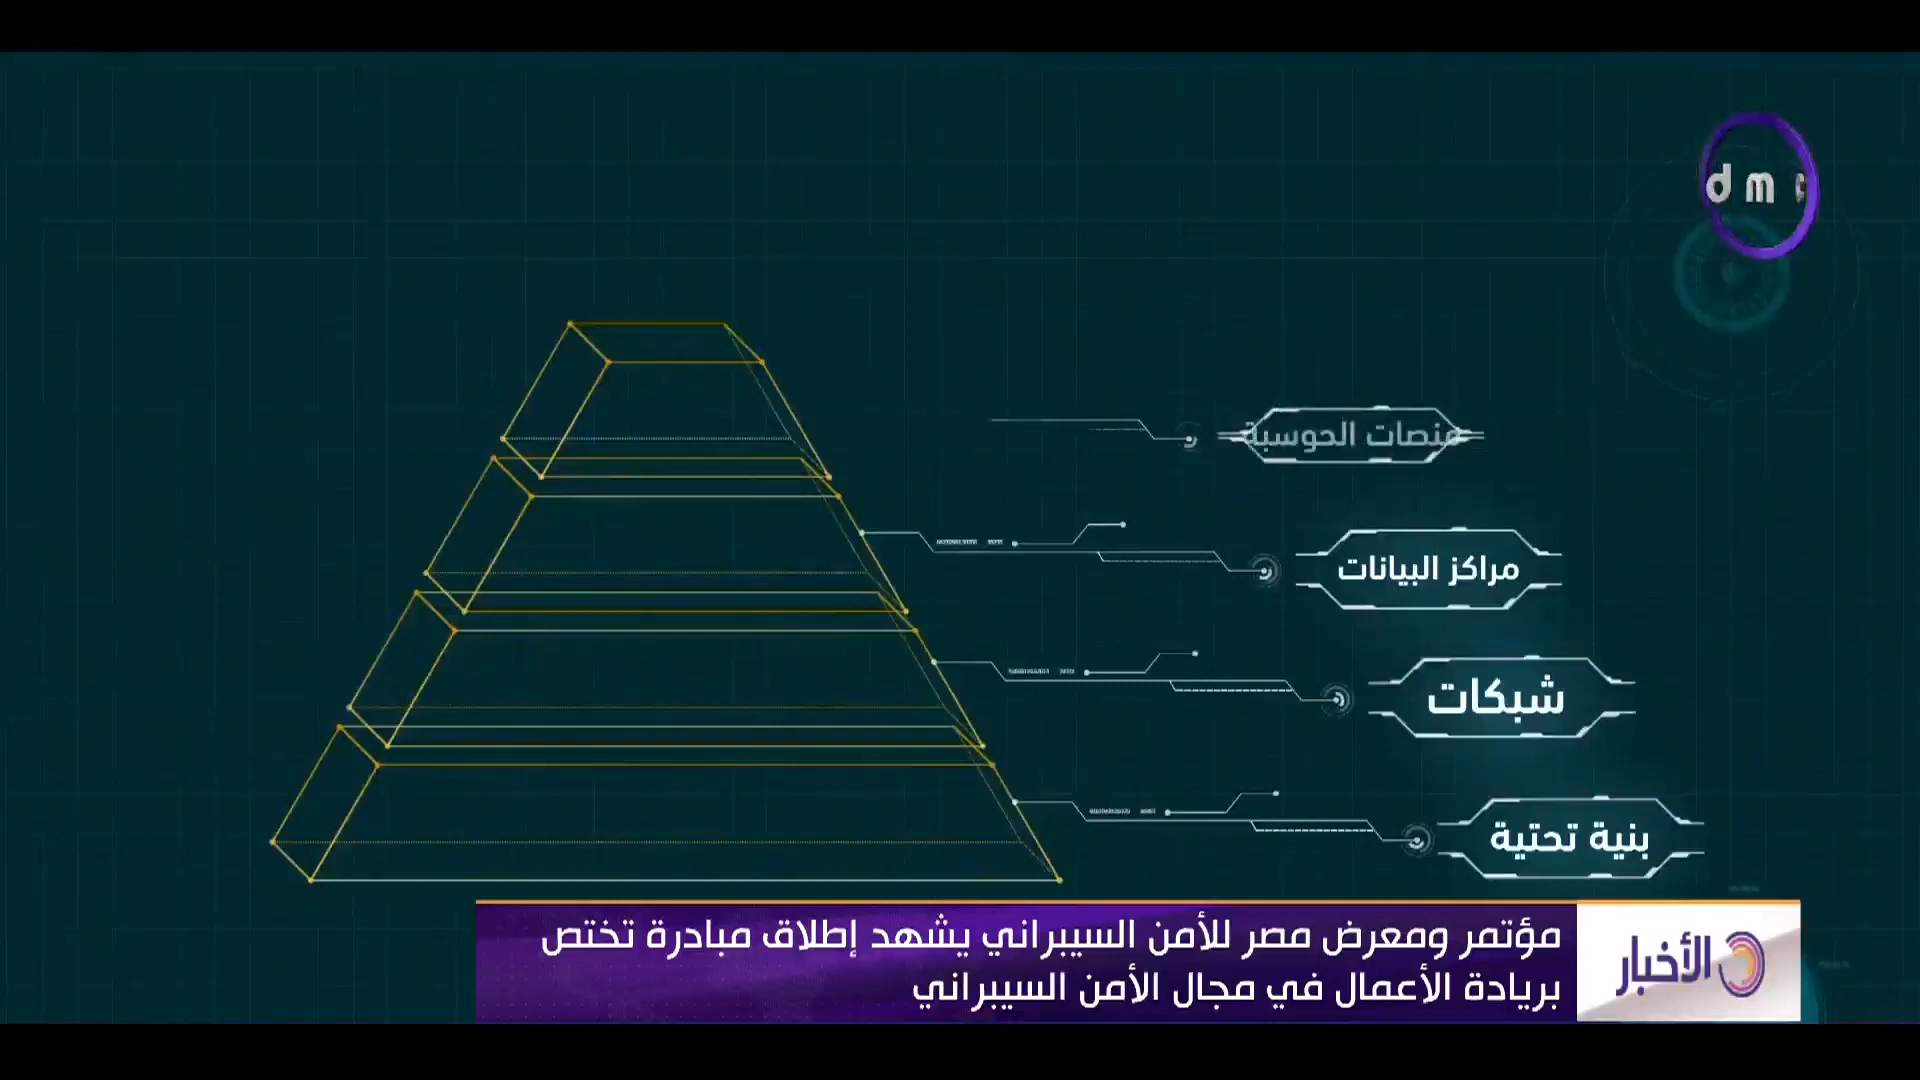 dm
منصات الحوسبة
مراكز البيانات
شبكات
بنية تحتية
مؤتمر ومعرض مصر للأمن السيبراني يشهد إطلاق مبادرة تختص
بريادة الأعمال في مجال الأمن السيبراني
الأخبار